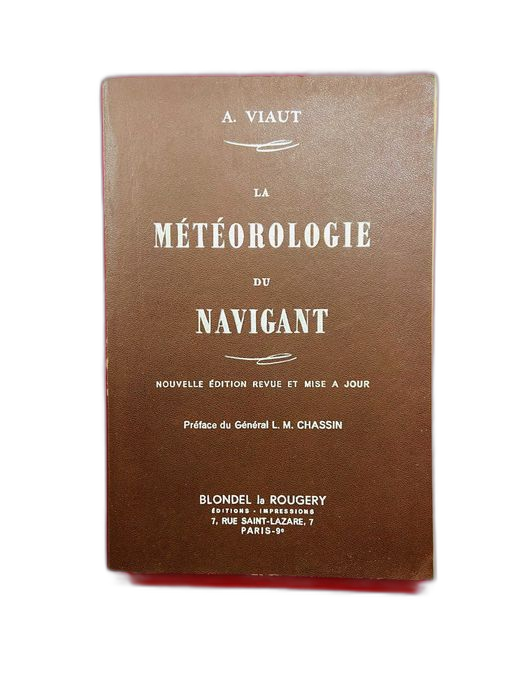 A. VIAUT
LA
MÉTÉOROLOGIE
DU
NAVIGANT
NOUVELLE ÉDITION REVUE ET MISE A JOUR
Préface du Général L. M. CHASSIN
BLONDEL la ROUGERY
ÉDITIONS - IMPRESSIONS
7, RUE SAINT-LAZARE, 7
PARIS-9e